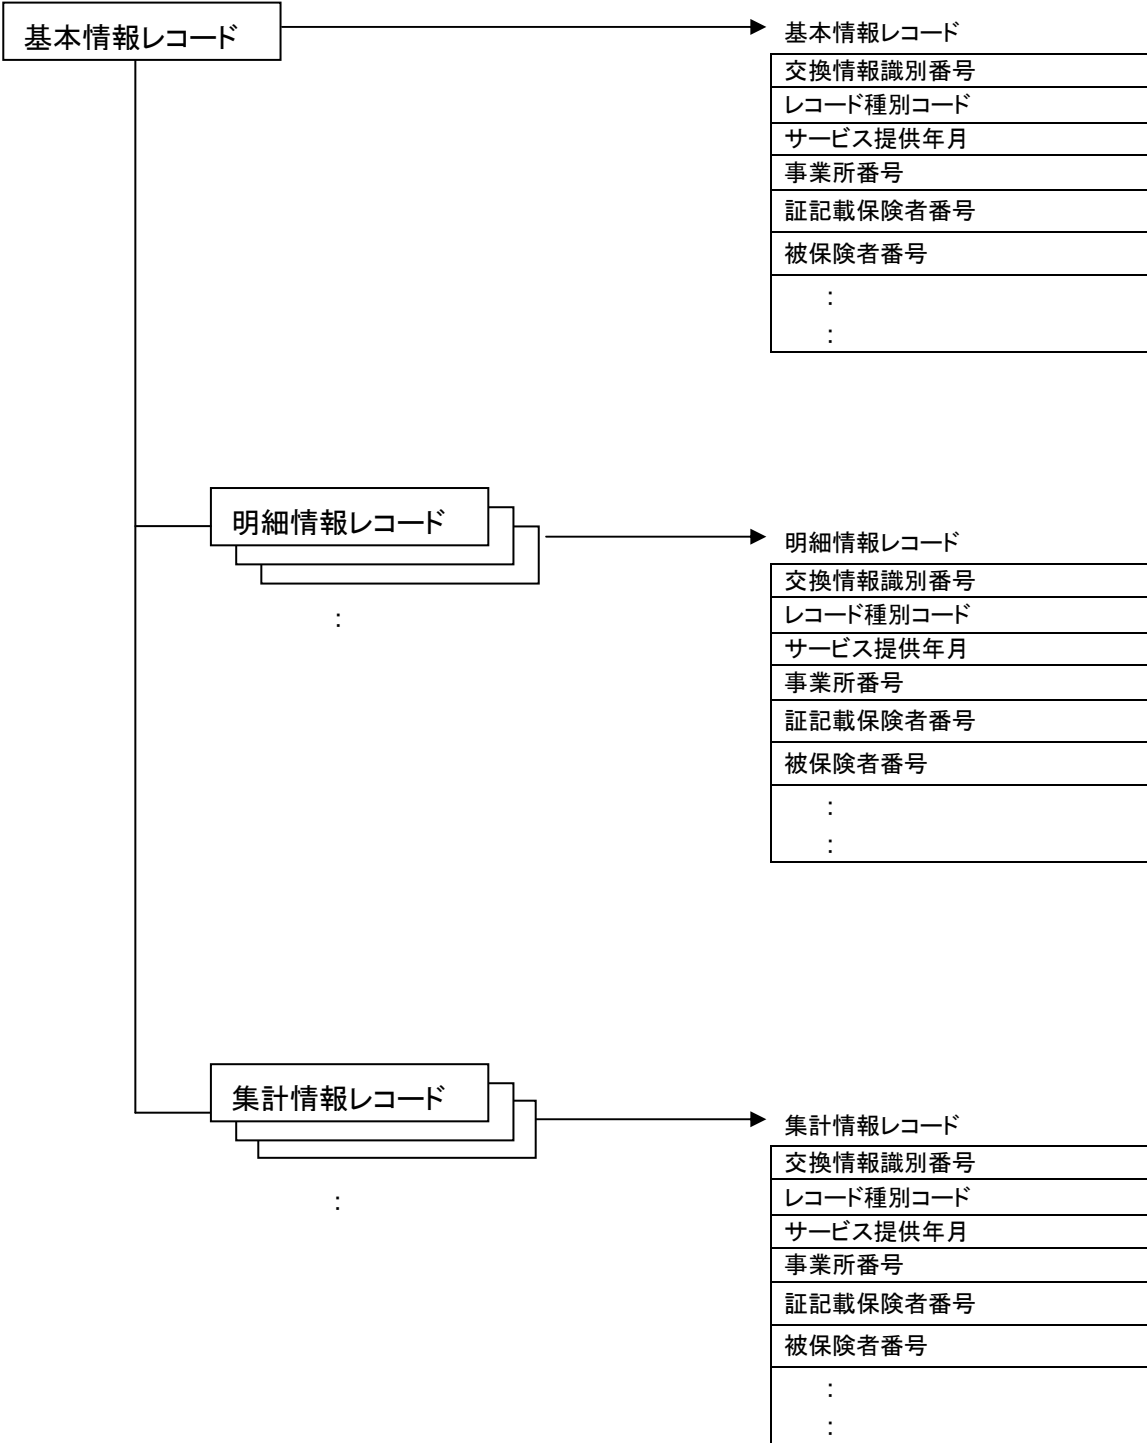 基本情報レコード
基本情報レコード
交換情報識別番号
レコード種別コード
サービス提供年月
事業所番号
証記載保険者番号
被保険者番号
:
:
明細情報レコード
:
明細情報レコード
交換情報識別番号
レコード種別コード
サービス提供年月
事業所番号
証記載保険者番号
被保険者番号
:
:
集計情報レコード
:
集計情報レコード
交換情報識別番号
レコード種別コード
サービス提供年月
事業所番号
証記載保険者番号
被保険者番号
:
: